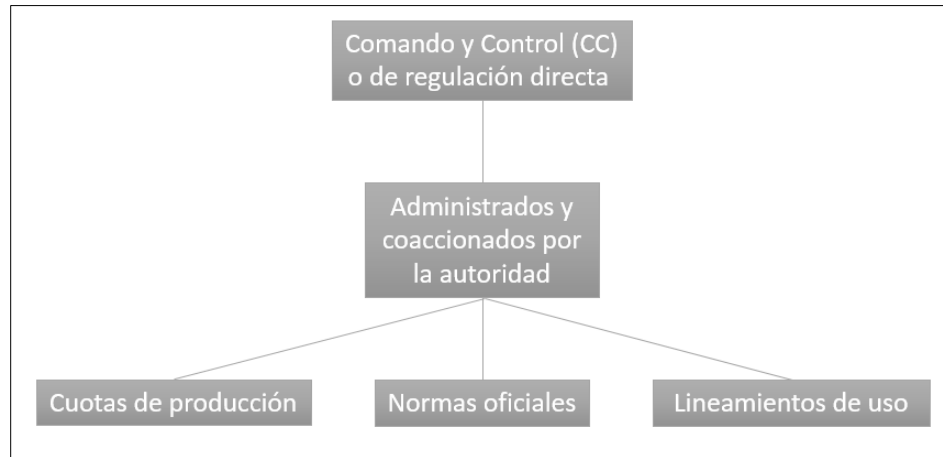 Comando y Control (CC)
o de regulación directa
Administrados y
coaccionados por
la autoridad
Cuotas de producción
Normas oficiales
Lineamientos de uso